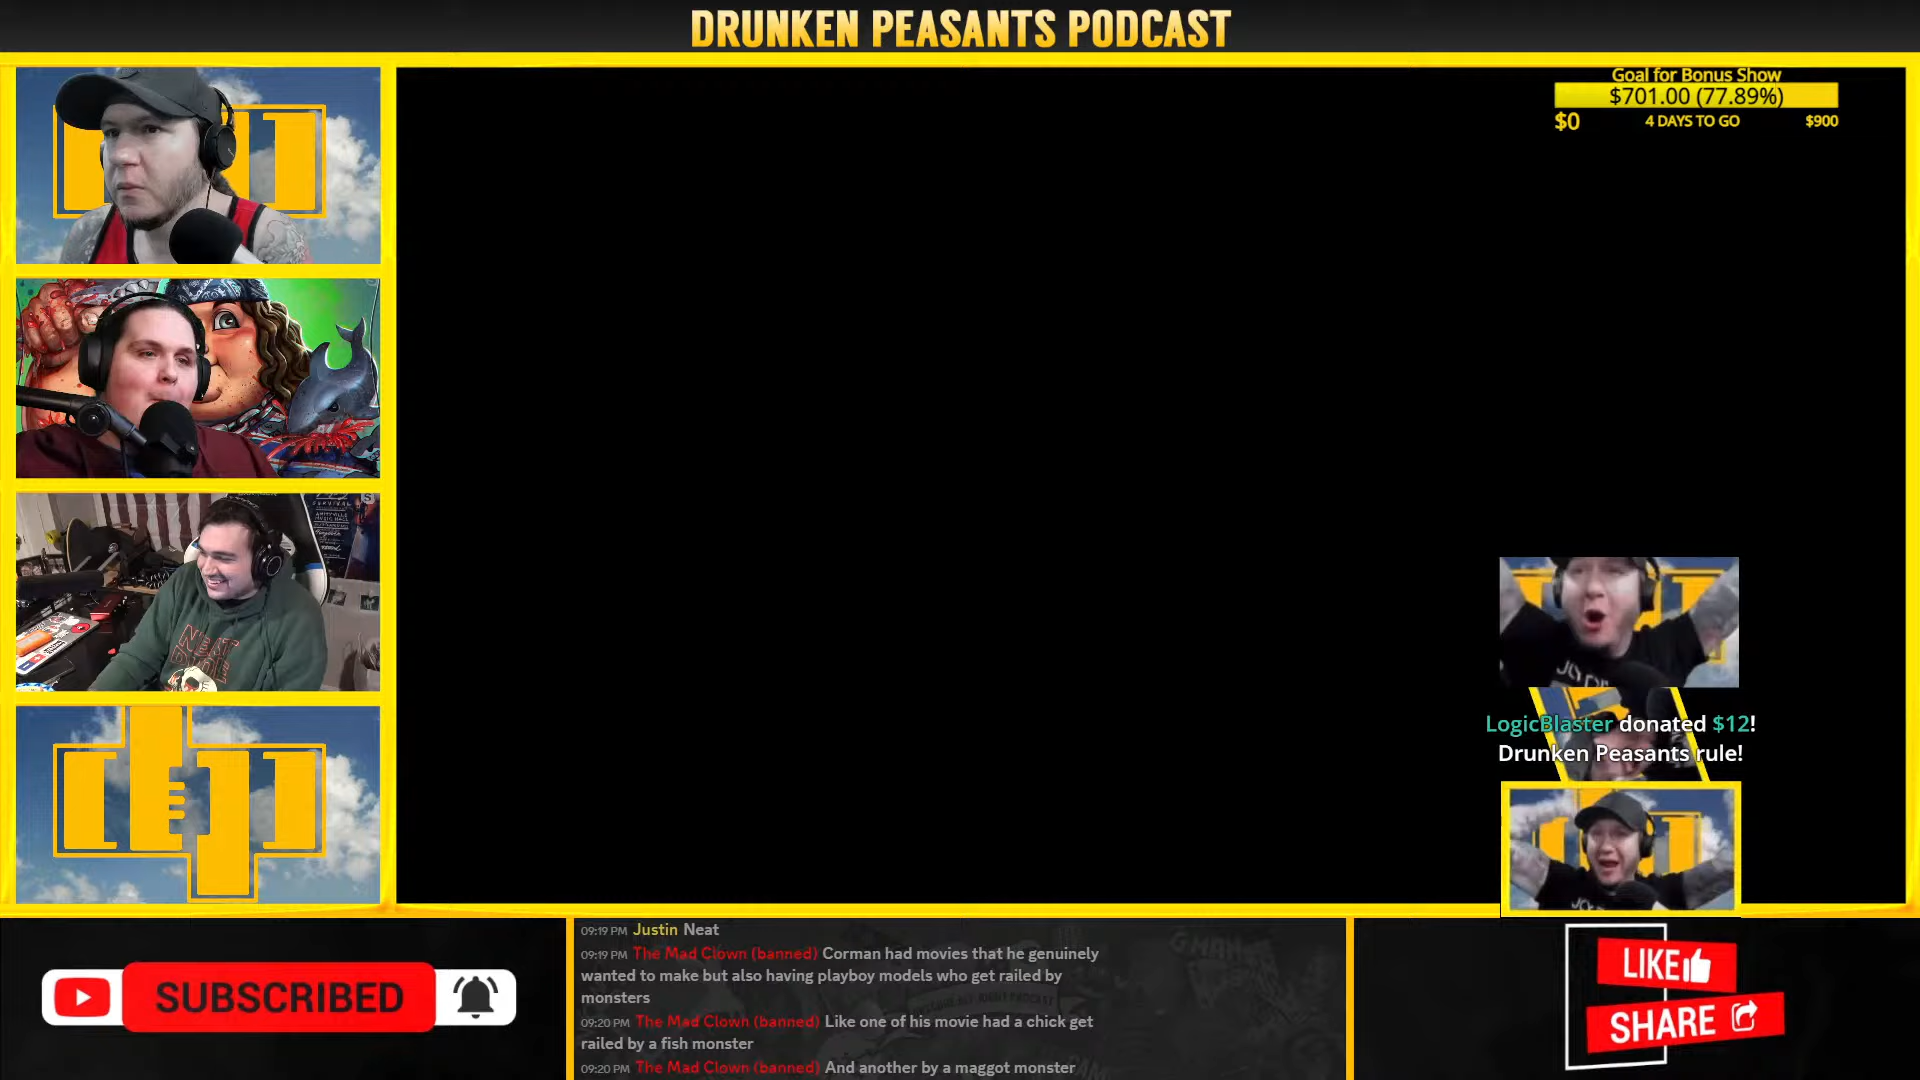 DRUNKEN PEASANTS PODCAST
Goal for Bonus Show
$701.00 (77.89%)
$0 4 DAYS TO GO $900
LogicBlaster donated $12!
Drunken Peasants rule!
09:19 PM Justin Neat
09:19 PM The Mad Clown (banned) Corman had movies that he genuinely
wanted to make but also having playboy models who get railed by
monsters
09:20 PM The Mad Clown (banned) Like one of his movie had a chick get
railed by a fish monster
09:20 PM The Mad Clown (banned) And another by a maggot monster
SUBSCRIBED
LIKE
SHARE